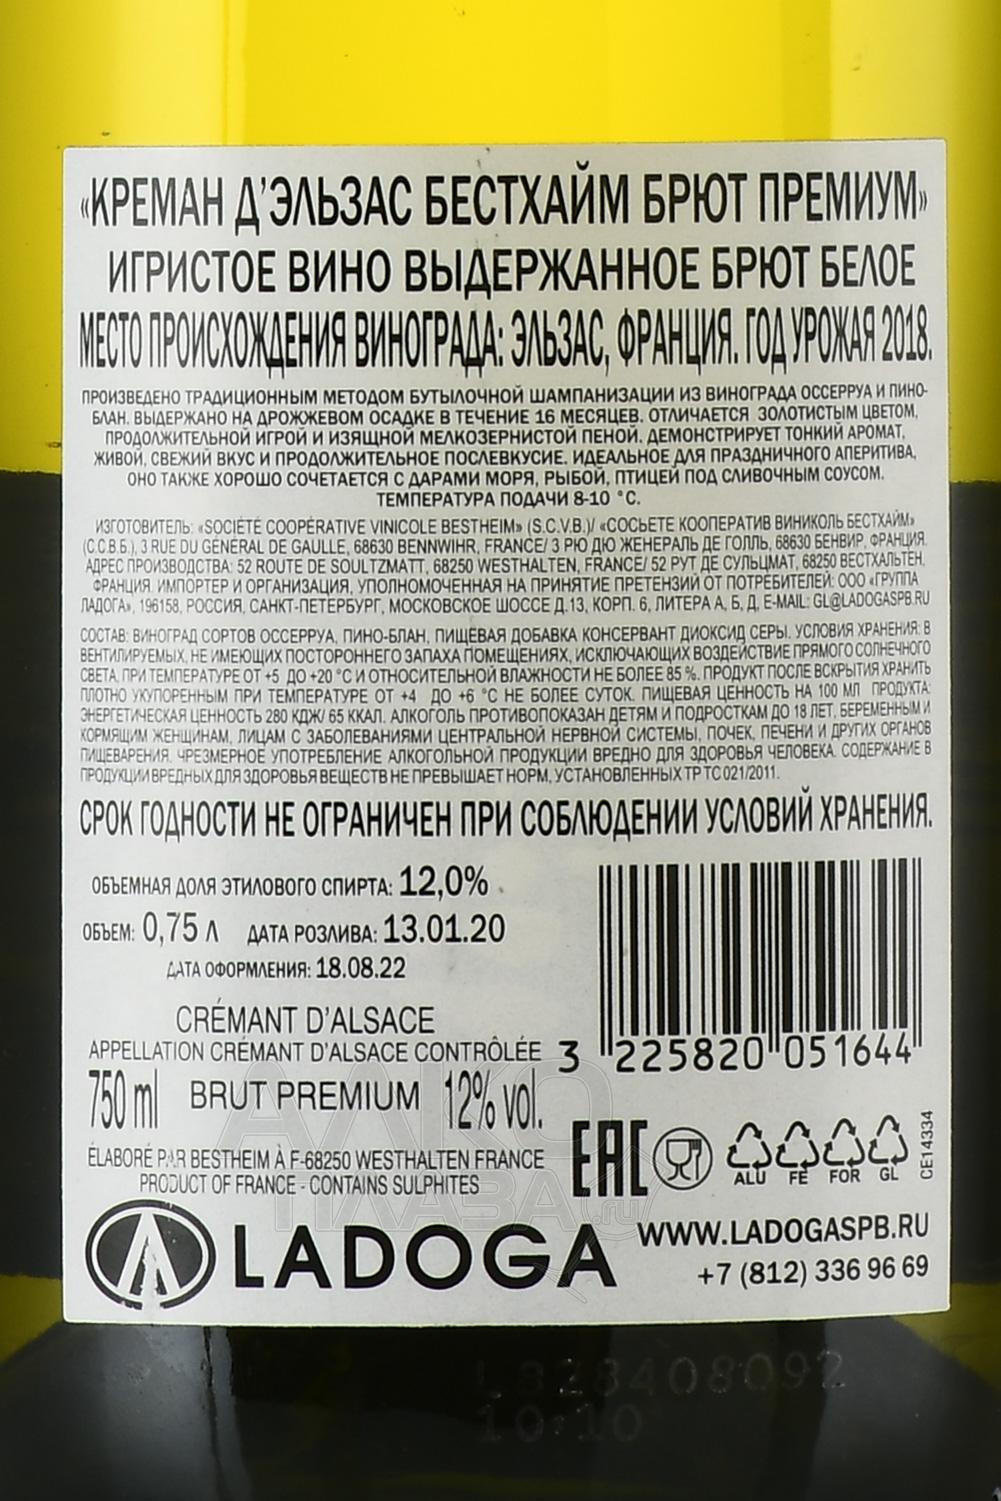 «КРЕМАН Д'ЭЛЬЗАС БЕСТХАЙМ БРЮТ ПРЕМИУМ»
ИГРИСТОЕ ВИНО ВЫДЕРЖАННОЕ БРЮТ БЕЛОЕ
МЕСТО ПРОИСХОЖДЕНИЯ ВИНОГРАДА: ЭЛЬЗАС, ФРАНЦИЯ. ГОД УРОЖАЯ 2018.
ПРОИЗВЕДЕНО ТРАДИЦИОННЫМ МЕТОДОМ БУТЫЛОЧНОЙ ШАМПАНИЗАЦИИ ИЗ ВИНОГРАДА ОССЕРРУА И ПИНО-
БЛАН. ВЫДЕРЖАНО НА ДРОЖЖЕВОМ ОСАДКЕ В ТЕЧЕНИЕ 16 МЕСЯЦЕВ. ОТЛИЧАЕТСЯ ЗОЛОТИСТЫМ ЦВЕТОМ,
ПРОДОЛЖИТЕЛЬНОЙ ИГРОЙ И ИЗЯЩНОЙ МЕЛКОЗЕРНИСТОЙ ПЕНОЙ. ДЕМОНСТРИРУЕТ ТОНКИЙ АРОМАТ,
ЖИВОЙ, СВЕЖИЙ ВКУС И ПРОДОЛЖИТЕЛЬНОЕ ПОСЛЕВКУСИЕ. ИДЕАЛЬНОЕ ДЛЯ ПРАЗДНИЧНОГО АПЕРИТИВА,
ОНО ТАКЖЕ ХОРОШО СОЧЕТАЕТСЯ С ДАРАМИ МОРЯ, РЫБОЙ, ПТИЦЕЙ ПОД СЛИВОЧНЫМ СОУСОМ.
ТЕМПЕРАТУРА ПОДАЧИ 8-10 °С.
ИЗГОТОВИТЕЛЬ: «SOCIÉTÉ COOPÉRATIVE VINICOLE BESTHEIM» (S.C.V.B.)/ «СОСЬЕТЕ КООПЕРАТИВ ВИНИКОЛЬ БЕСТХАЙМ»
(С.С.В.Б.), 3 RUE DU GÉNÉRAL DE GAULLE, 68630 BENNWIHR, FRANCE/ 3 РЮ ДЮ ЖЕНЕРАЛЬ ДЕ ГОЛЛЬ, 68630 БЕНВИР, ФРАНЦИЯ.
АДРЕС ПРОИЗВОДСТВА: 52 ROUTE DE SOULTZMATT, 68250 WESTHALTEN, FRANCE/ 52 РУТ ДЕ СУЛЬЦМАТ, 68250 ВЕСТХАЛЬТЕН,
ФРАНЦИЯ. ИМПОРТЕР И ОРГАНИЗАЦИЯ, УПОЛНОМОЧЕННАЯ НА ПРИНЯТИЕ ПРЕТЕНЗИЙ ОТ ПОТРЕБИТЕЛЕЙ: ООО «ГРУППА
ЛАДОГА», 196158, РОССИЯ, САНКТ-ПЕТЕРБУРГ, МОСКОВСКОЕ ШОССЕ Д.13, КОРП. 6, ЛИТЕРА А, Б, Д, E-MAIL: GL@LADOGASPB.RU
СОСТАВ: ВИНОГРАД СОРТОВ ОССЕРРУА, ПИНО-БЛАН, ПИЩЕВАЯ ДОБАВКА КОНСЕРВАНТ ДИОКСИД СЕРЫ. УСЛОВИЯ ХРАНЕНИЯ: В
ВЕНТИЛИРУЕМЫХ, НЕ ИМЕЮЩИХ ПОСТОРОННЕГО ЗАПАХА ПОМЕЩЕНИЯХ, ИСКЛЮЧАЮЩИХ ВОЗДЕЙСТВИЕ ПРЯМОГО СОЛНЕЧНОГО
СВЕТА, ПРИ ТЕМПЕРАТУРЕ ОТ +5 ДО +20 °С И ОТНОСИТЕЛЬНОЙ ВЛАЖНОСТИ НЕ БОЛЕЕ 85 %. ПРОДУКТ ПОСЛЕ ВСКРЫТИЯ ХРАНИТЬ
ПЛОТНО УКУПОРЕННЫМ ПРИ ТЕМПЕРАТУРЕ ОТ +4 ДО +6 °С НЕ БОЛЕЕ СУТОК. ПИЩЕВАЯ ЦЕННОСТЬ НА 100 МЛ ПРОДУКТА:
ЭНЕРГЕТИЧЕСКАЯ ЦЕННОСТЬ 280 КДЖ/ 65 ККАЛ. АЛКОГОЛЬ ПРОТИВОПОКАЗАН ДЕТЯМ И ПОДРОСТКАМ ДО 18 ЛЕТ, БЕРЕМЕННЫМ И
КОРМЯЩИМ ЖЕНЩИНАМ, ЛИЦАМ С ЗАБОЛЕВАНИЯМИ ЦЕНТРАЛЬНОЙ НЕРВНОЙ СИСТЕМЫ, ПОЧЕК, ПЕЧЕНИ И ДРУГИХ ОРГАНОВ
ПИЩЕВАРЕНИЯ. ЧРЕЗМЕРНОЕ УПОТРЕБЛЕНИЕ АЛКОГОЛЬНОЙ ПРОДУКЦИИ ВРЕДНО ДЛЯ ЗДОРОВЬЯ ЧЕЛОВЕКА. СОДЕРЖАНИЕ В
ПРОДУКЦИИ ВРЕДНЫХ ДЛЯ ЗДОРОВЬЯ ВЕЩЕСТВ НЕ ПРЕВЫШАЕТ НОРМ, УСТАНОВЛЕННЫХ ТР ТС 021/2011.
СРОК ГОДНОСТИ НЕ ОГРАНИЧЕН ПРИ СОБЛЮДЕНИИ УСЛОВИЙ ХРАНЕНИЯ.
ОБЪЕМНАЯ ДОЛЯ ЭТИЛОВОГО СПИРТА: 12,0%
ОБЪЕМ: 0,75 Л ДАТА РОЗЛИВА: 13.01.20
ДАТА ОФОРМЛЕНИЯ: 18.08.22
CRÉMANT D'ALSACE
APPELLATION CRÉMANT D'ALSACE CONTRÔLÉE
750 ml BRUT PREMIUM 12% vol.
ÉLABORÉ PAR BESTHEIM À F-68250 WESTHALTEN FRANCE
PRODUCT OF FRANCE - CONTAINS SULPHITES
3 225820 051644
EAC
ALU FE FOR GL
CE14334
LADOGA
WWW.LADOGASPB.RU
+7 (812) 336 96 69
АЛКО
ПЛАЗА.ru
L828408092
10:10